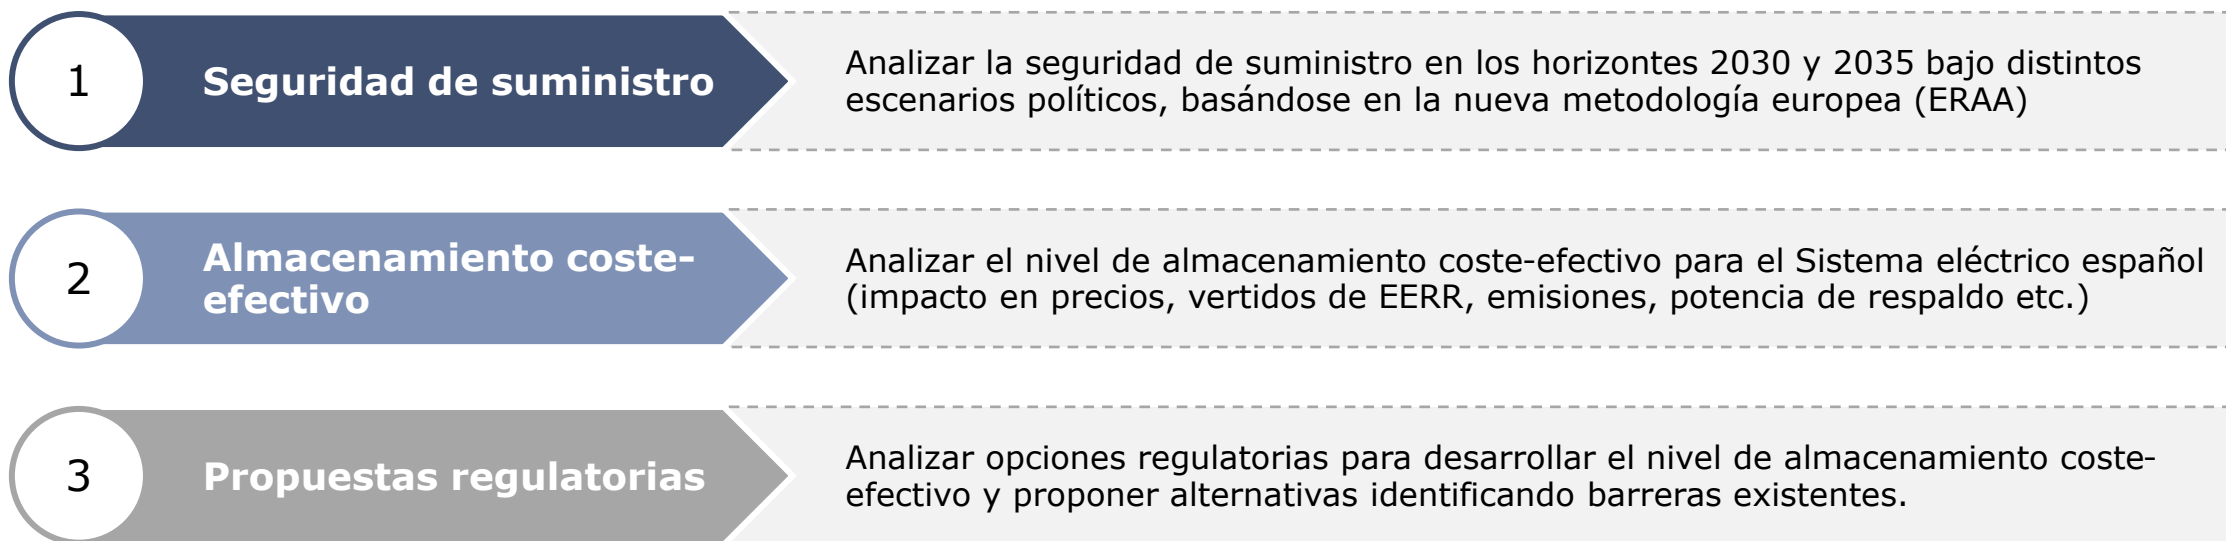 1
Seguridad de suministro
Analizar la seguridad de suministro en los horizontes 2030 y 2035 bajo distintos
escenarios políticos, basándose en la nueva metodología europea (ERAA)
2
Almacenamiento coste-
efectivo
Analizar el nivel de almacenamiento coste-efectivo para el Sistema eléctrico español
(impacto en precios, vertidos de EERR, emisiones, potencia de respaldo etc.)
3
Propuestas regulatorias
Analizar opciones regulatorias para desarrollar el nivel de almacenamiento coste-
efectivo y proponer alternativas identificando barreras existentes.